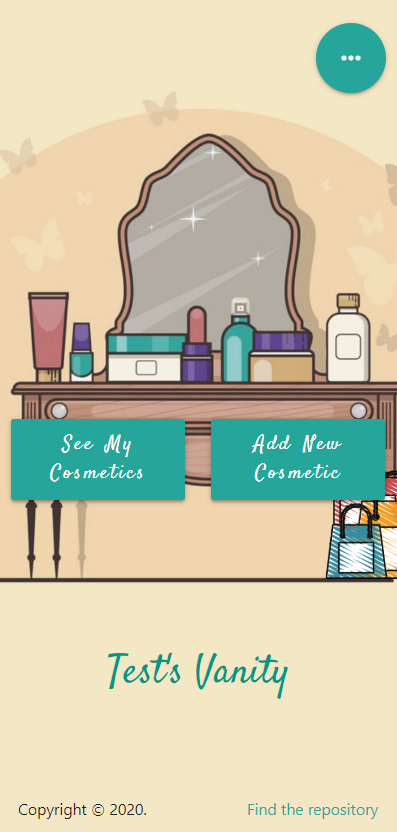 See My
Cosmetics
Add New
Cosmetic
Test's Vanity
Copyright © 2020.
Find the repository